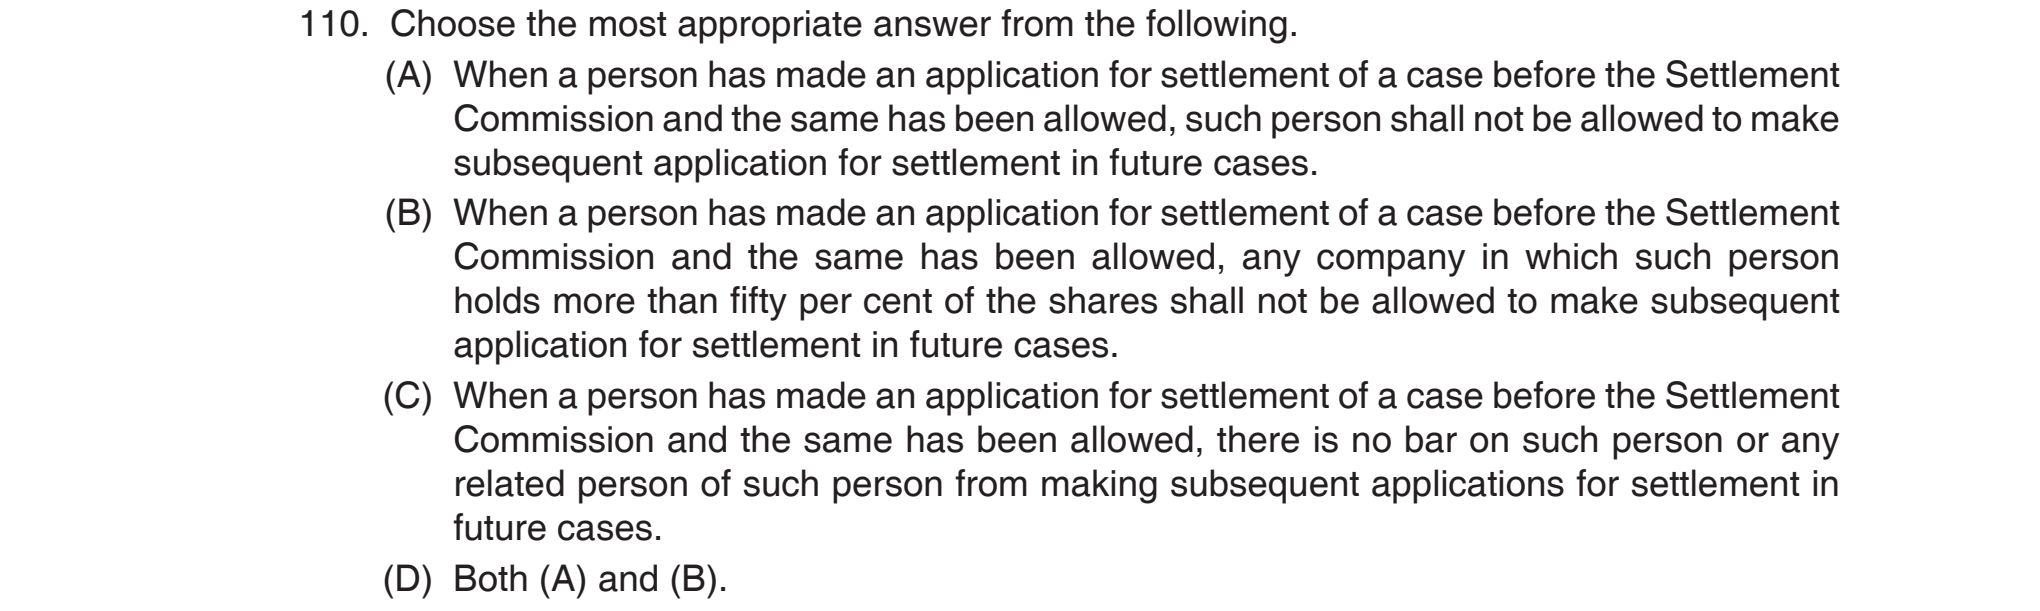 110. Choose the most appropriate answer from the following.
(A) When a person has made an application for settlement of a case before the Settlement
Commission and the same has been allowed, such person shall not be allowed to make
subsequent application for settlement in future cases.
(B) When a person has made an application for settlement of a case before the Settlement
Commission and the same has been allowed, any company in which such person
holds more than fifty per cent of the shares shall not be allowed to make subsequent
application for settlement in future cases.
(C) When a person has made an application for settlement of a case before the Settlement
Commission and the same has been allowed, there is no bar on such person or any
related person of such person from making subsequent applications for settlement in
future cases.
(D) Both (A) and (B).